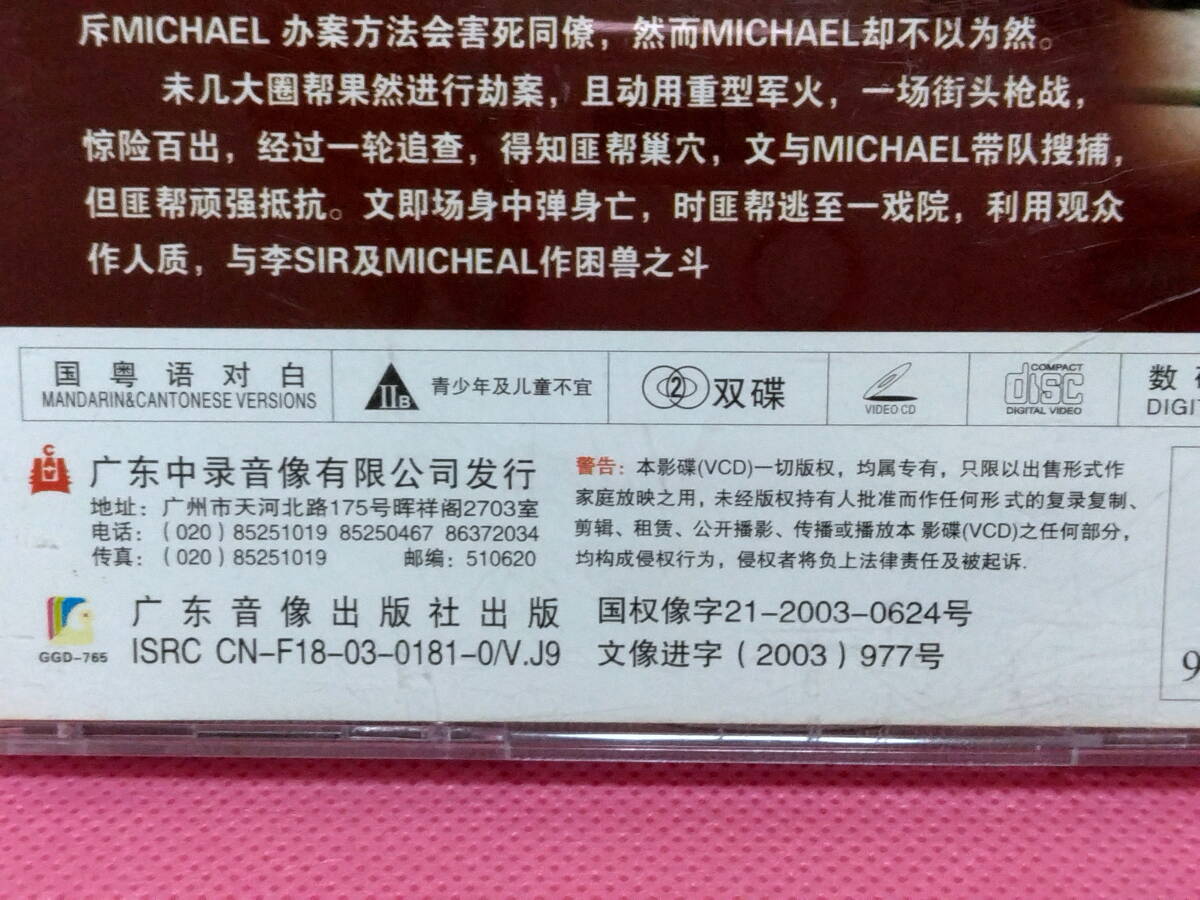 斥MICHAEL 办案方法会害死同僚，然而MICHAEL却不以为然。
未几大圈帮果然进行劫案，且动用重型军火，一场街头枪战，
惊险百出，经过一轮追查，得知匪帮巢穴，文与MICHAEL带队搜捕，
但匪帮顽强抵抗。文即场身中弹身亡，时匪帮逃至一戏院，利用观众
作人质，与李SIR及MICHEAL作困兽之斗
国粤语对白
MANDARIN&CANTONESE VERSIONS
IIB 青少年及儿童不宜
2 双碟
VIDEO CD
COMPACT
disc
DIGITAL VIDEO
数
DIGI
广东中录音像有限公司发行
地址：广州市天河北路175号晖祥阁2703室
电话：（020）85251019 85250467 86372034
传真：（020）85251019 邮编：510620
警告：本影碟(VCD)一切版权，均属专有，只限以出售形式作
家庭放映之用，未经版权持有人批准而作任何形式的复录复制、
剪辑、租赁、公开播影、传播或播放本 影碟(VCD)之任何部分，
均构成侵权行为，侵权者将负上法律责任及被起诉.
GGD-765
广东音像出版社出版
ISRC CN-F18-03-0181-0/V.J9
国权像字21-2003-0624号
文像进字（2003）977号
9